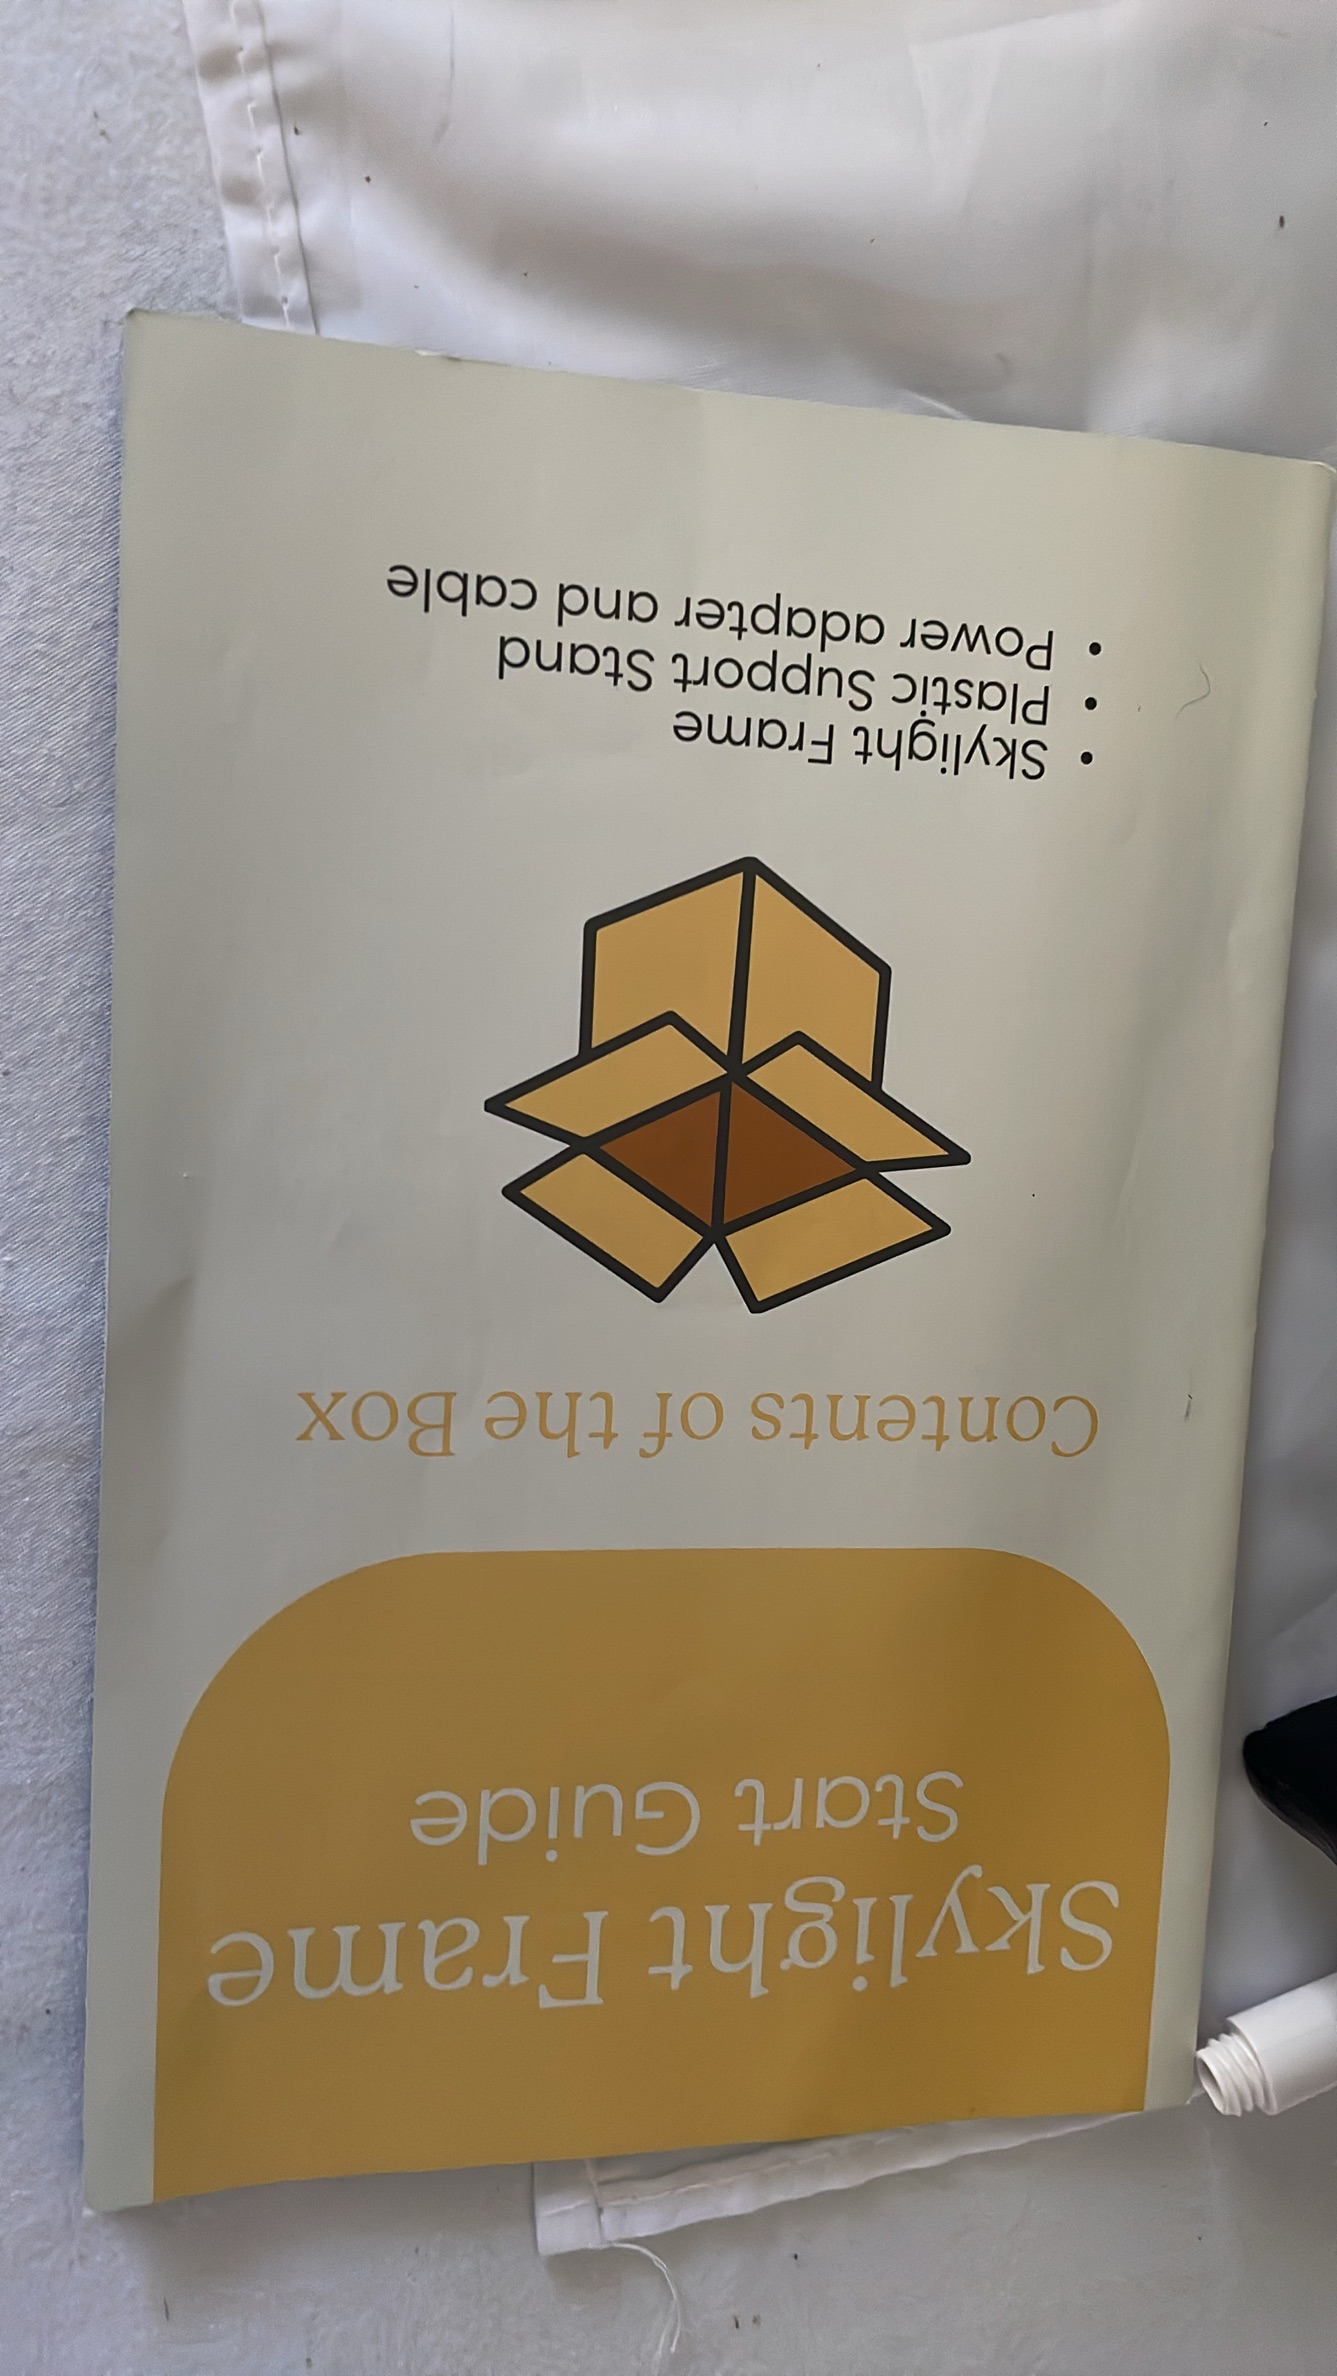 Skylight Frame
Start Guide
Contents of the Box
• Skylight Frame
• Plastic Support Stand
• Power adapter and cable